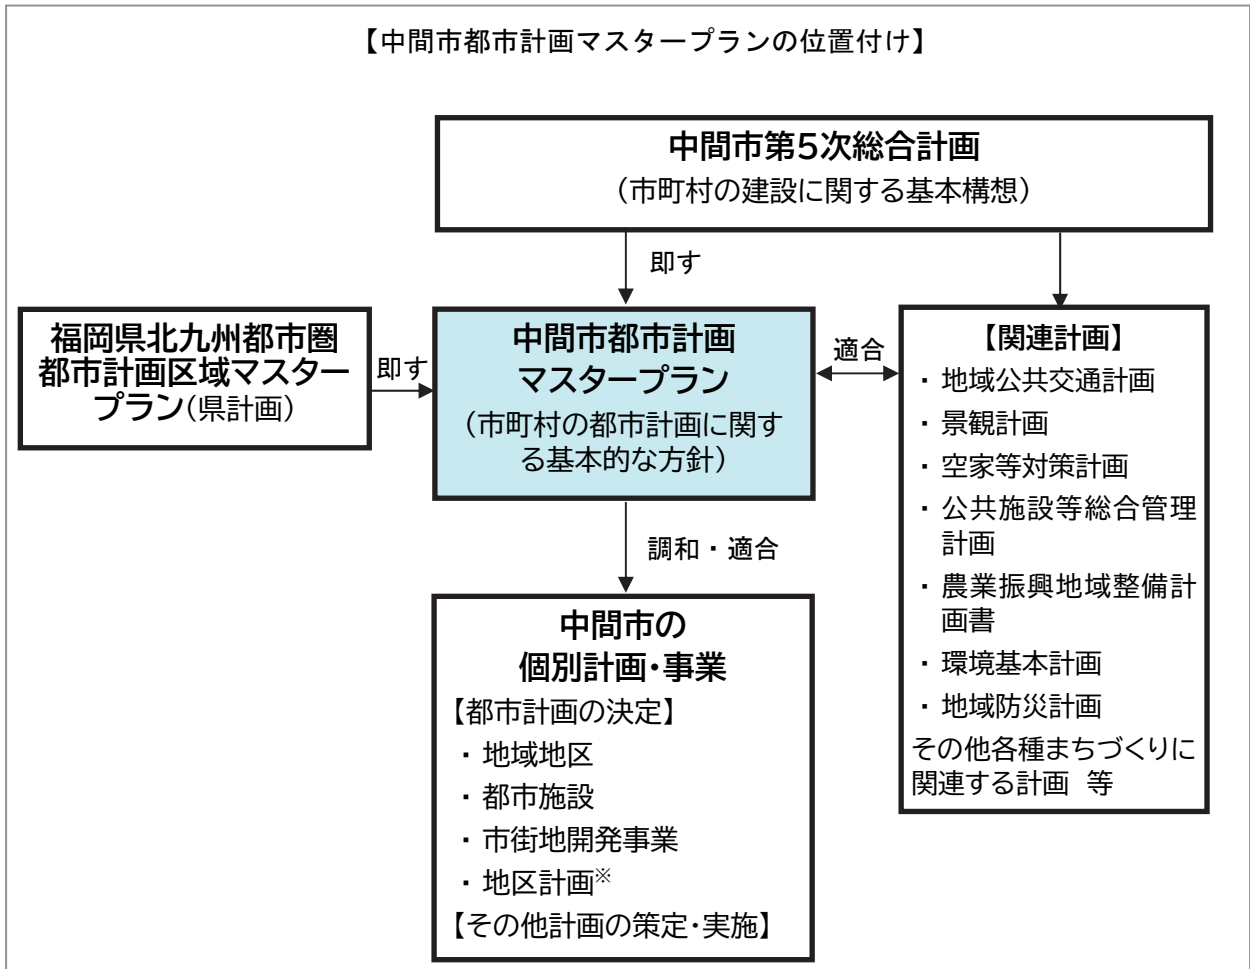 【中間市都市計画マスタープランの位置付け】
中間市第5次総合計画
（市町村の建設に関する基本構想）
即す
福岡県北九州都市圏
都市計画区域マスター
プラン(県計画)
即す
中間市都市計画
マスタープラン
（市町村の都市計画に関す
る基本的な方針）
適合
【関連計画】
・ 地域公共交通計画
・ 景観計画
・ 空家等対策計画
・ 公共施設等総合管理
計画
・ 農業振興地域整備計
画書
・ 環境基本計画
・ 地域防災計画
その他各種まちづくりに
関連する計画　等
調和・適合
中間市の
個別計画・事業
【都市計画の決定】
・ 地域地区
・ 都市施設
・ 市街地開発事業
・ 地区計画※
【その他計画の策定・実施】